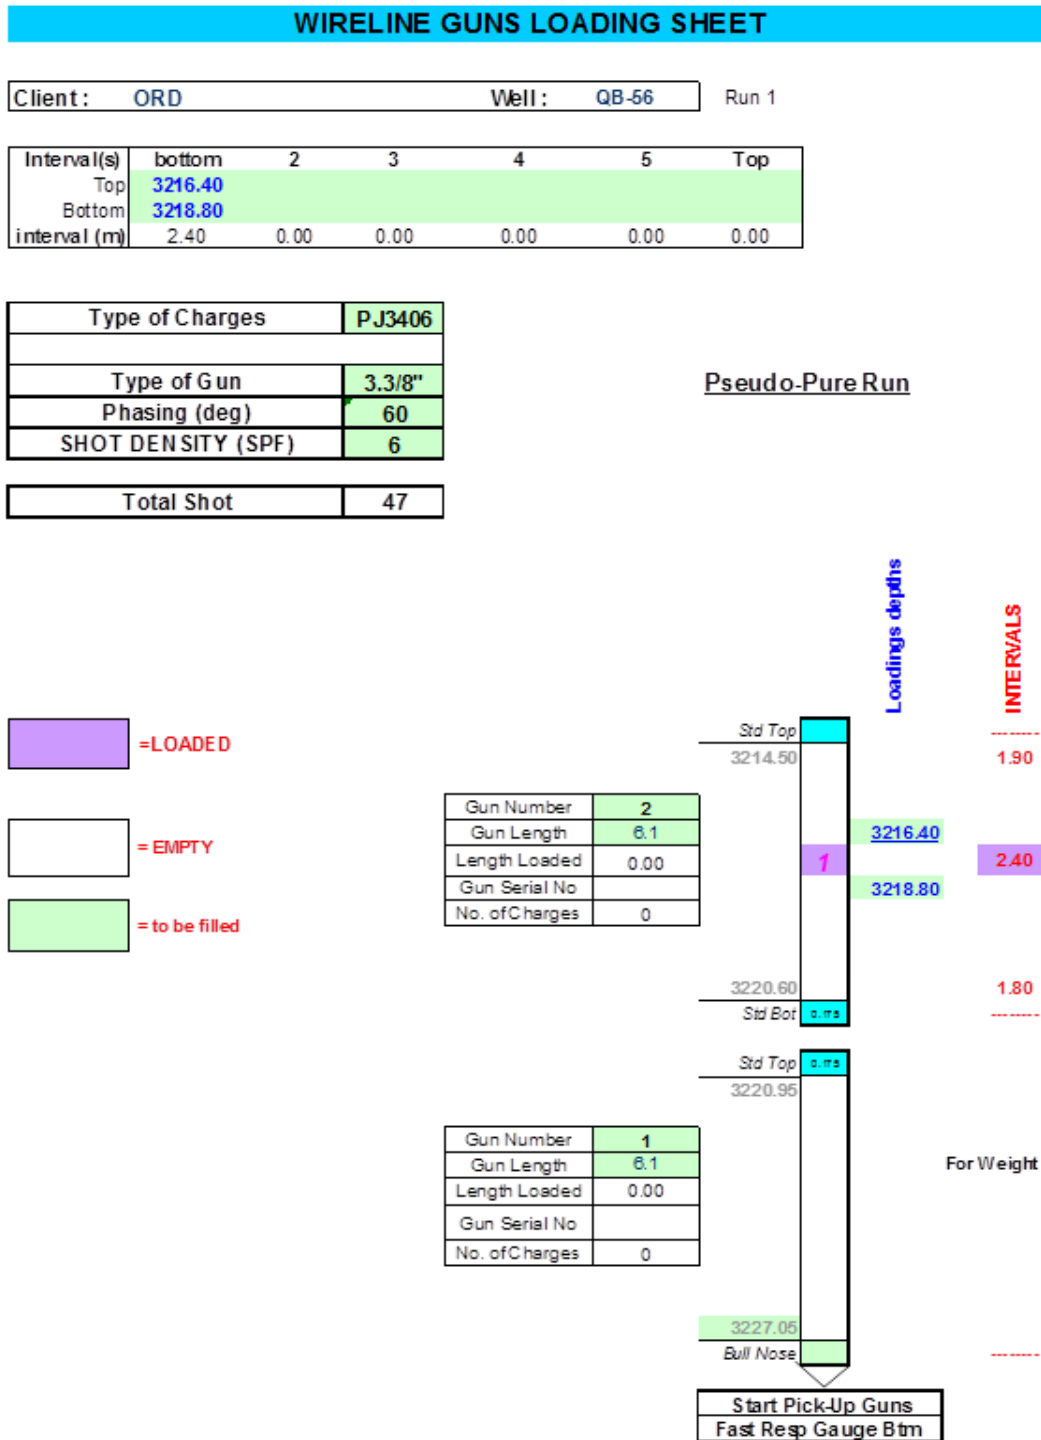 WIRELINE GUNS LOADING SHEET
Client: ORD Well: QB-56 Run 1
Interval(s) bottom 2 3 4 5 Top
Top 3216.40
Bottom 3218.80
interval (m) 2.40 0.00 0.00 0.00 0.00 0.00
Type of Charges PJ3406
Type of Gun 3.3/8"
Phasing (deg) 60
SHOT DENSITY (SPF) 6
Pseudo-Pure Run
Total Shot 47
Loadings depths
INTERVALS
=LOADED
= EMPTY
= to be filled
Std Top --------
3214.50 1.90
Gun Number 2
Gun Length 6.1 3216.40
Length Loaded 0.00 1 2.40
Gun Serial No 3218.80
No. of Charges 0
3220.60 1.80
Std Bot 0.175 --------
Std Top 0.175
3220.95
Gun Number 1
Gun Length 6.1 For Weight
Length Loaded 0.00
Gun Serial No
No. of Charges 0
3227.05
Bull Nose --------
Start Pick-Up Guns
Fast Resp Gauge Btm